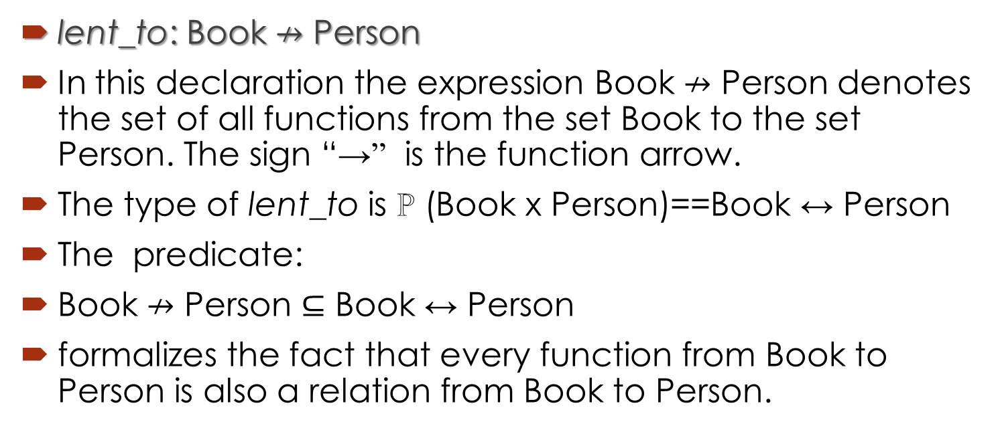 lent_to: Book ⇸ Person
In this declaration the expression Book ⇸ Person denotes
the set of all functions from the set Book to the set
Person. The sign “→” is the function arrow.
The type of lent_to is ℙ (Book x Person)==Book ↔ Person
The predicate:
Book ⇸ Person ⊆ Book ↔ Person
formalizes the fact that every function from Book to
Person is also a relation from Book to Person.